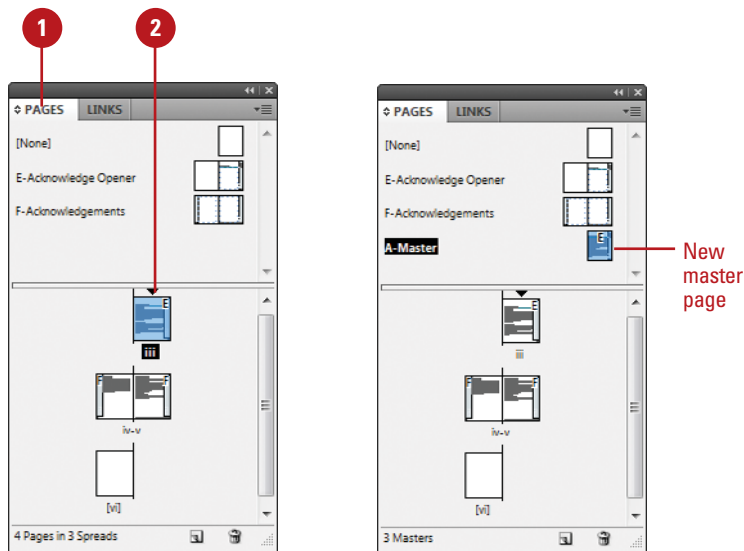 1
2
PAGES
LINKS
[None]
E-Acknowledge Opener
F-Acknowledgements
E
iii
F
F
iv-v
[vi]
4 Pages in 3 Spreads
PAGES
LINKS
[None]
E-Acknowledge Opener
F-Acknowledgements
A-Master
E
New
master
page
E
iii
F
F
iv-v
[vi]
3 Masters